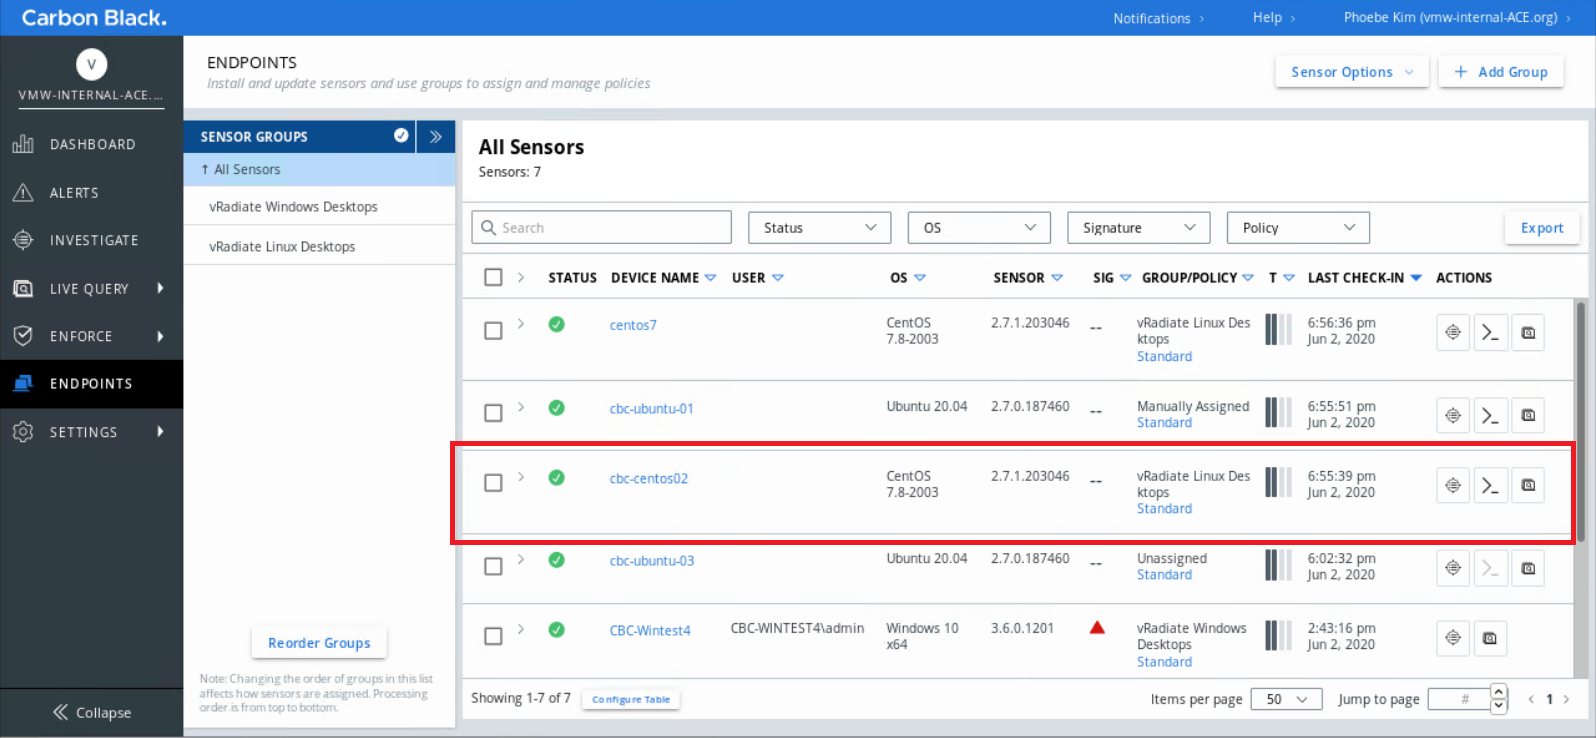 Carbon Black.
Notifications
Help
Phoebe Kim (vmw-internal-ACE.org)
V
VMW-INTERNAL-ACE....
DASHBOARD
ALERTS
INVESTIGATE
LIVE QUERY
ENFORCE
ENDPOINTS
SETTINGS
Collapse
ENDPOINTS
Install and update sensors and use groups to assign and manage policies
Sensor Options
+ Add Group
SENSOR GROUPS
↑ All Sensors
vRadiate Windows Desktops
vRadiate Linux Desktops
Reorder Groups
Note: Changing the order of groups in this list
affects how sensors are assigned. Processing
order is from top to bottom.
All Sensors
Sensors: 7
Search
Status
OS
Signature
Policy
Export
STATUS DEVICE NAME USER OS SENSOR SIG GROUP/POLICY T LAST CHECK-IN ACTIONS
centos7 CentOS 2.7.1.203046 -- vRadiate Linux Des 6:56:36 pm
7.8-2003 ktops Jun 2, 2020
Standard
cbc-ubuntu-01 Ubuntu 20.04 2.7.0.187460 -- Manually Assigned 6:55:51 pm
Standard Jun 2, 2020
cbc-centos02 CentOS 2.7.1.203046 -- vRadiate Linux Des 6:55:39 pm
7.8-2003 ktops Jun 2, 2020
Standard
cbc-ubuntu-03 Ubuntu 20.04 2.7.0.187460 -- Unassigned 6:02:32 pm
Standard Jun 2, 2020
CBC-Wintest4 CBC-WINTEST4\admin Windows 10 3.6.0.1201 vRadiate Windows 2:43:16 pm
x64 Desktops Jun 2, 2020
Standard
Showing 1-7 of 7
Configure Table
Items per page 50
Jump to page #
1